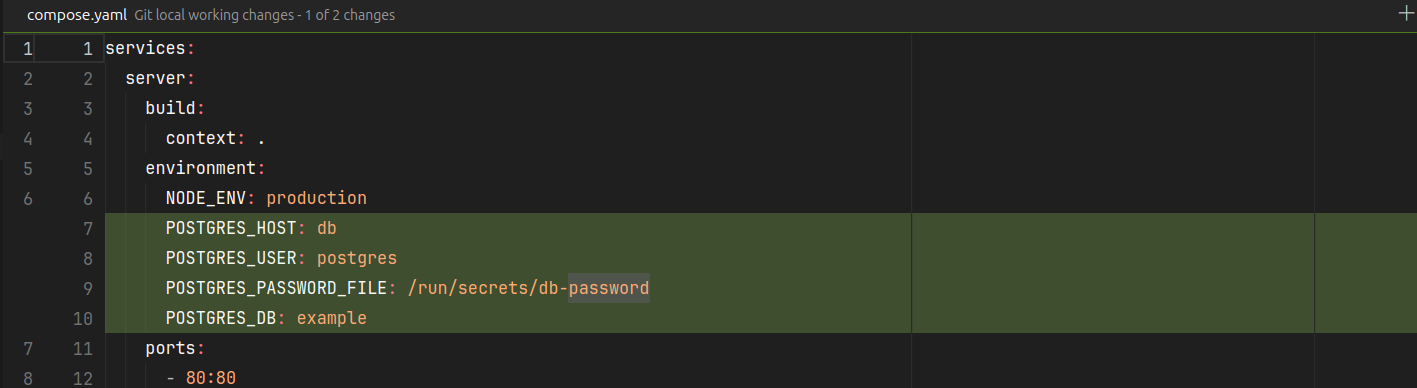 compose.yaml Git local working changes - 1 of 2 changes
1 1 services:
2 2 server:
3 3 build:
4 4 context: .
5 5 environment:
6 6 NODE_ENV: production
7 POSTGRES_HOST: db
8 POSTGRES_USER: postgres
9 POSTGRES_PASSWORD_FILE: /run/secrets/db-password
10 POSTGRES_DB: example
7 11 ports:
8 12 - 80:80